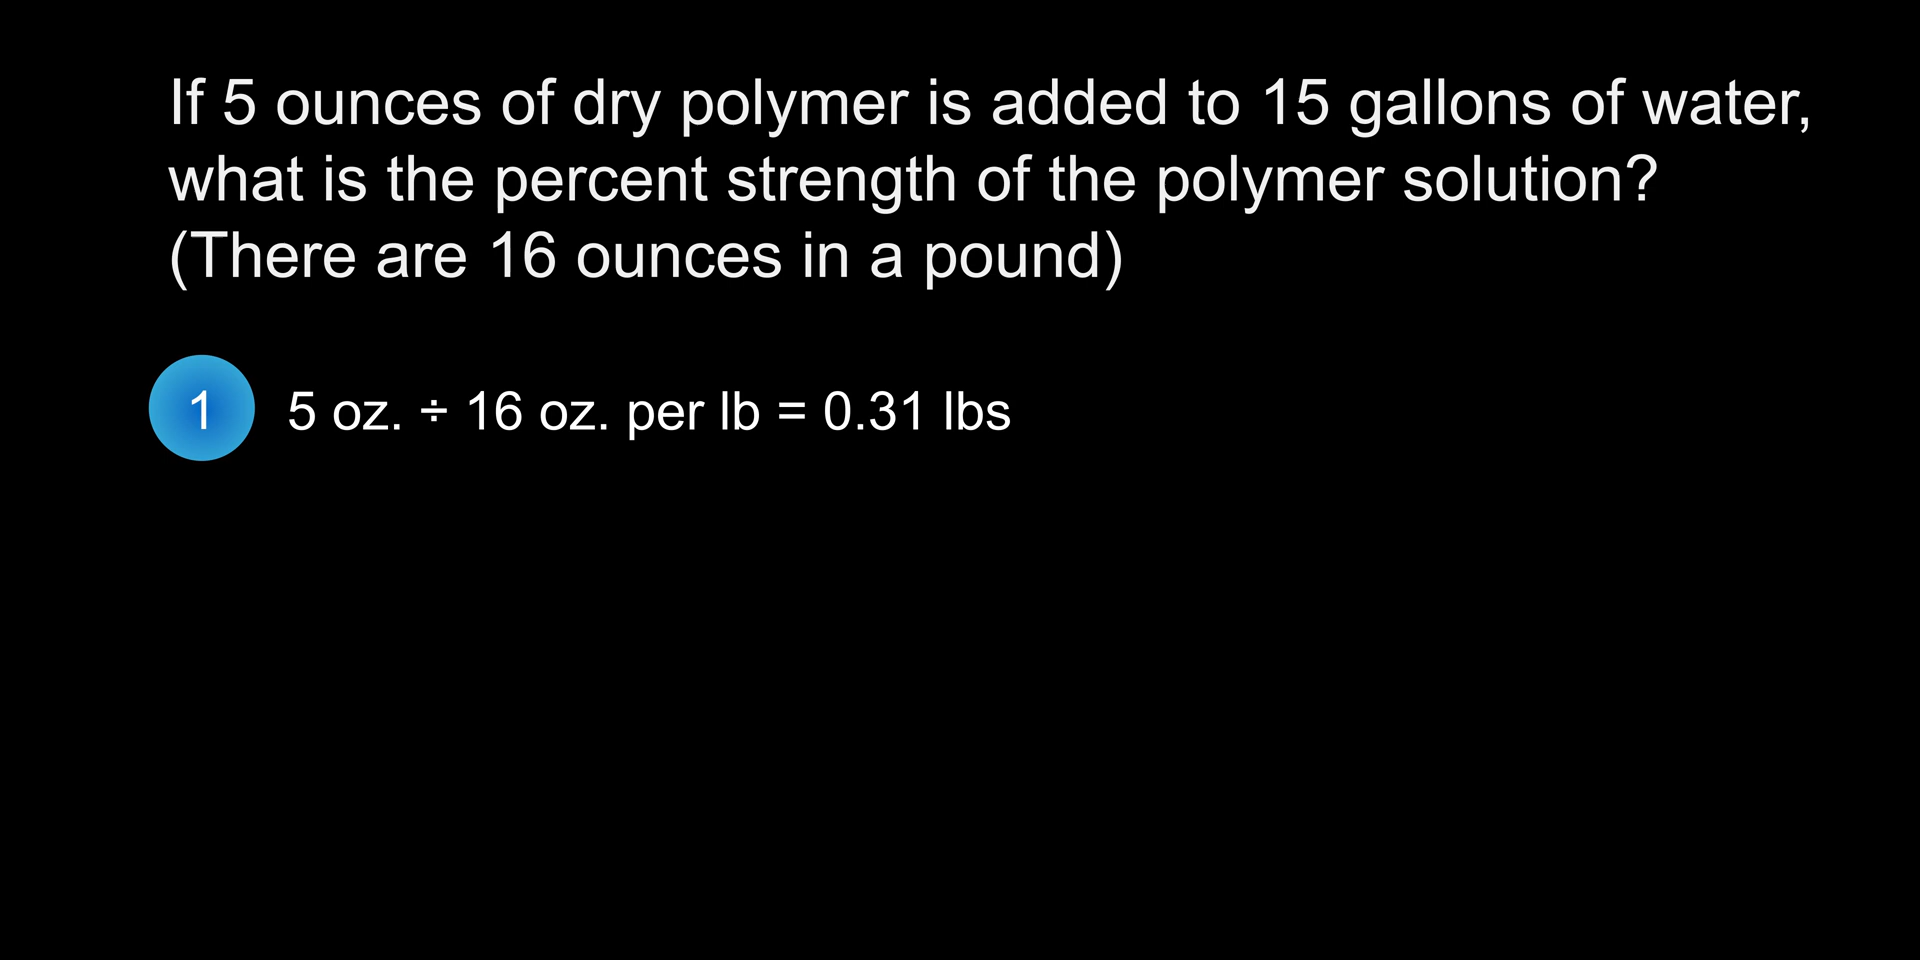 If 5 ounces of dry polymer is added to 15 gallons of water,
what is the percent strength of the polymer solution?
(There are 16 ounces in a pound)
1 5 oz. ÷ 16 oz. per lb = 0.31 lbs